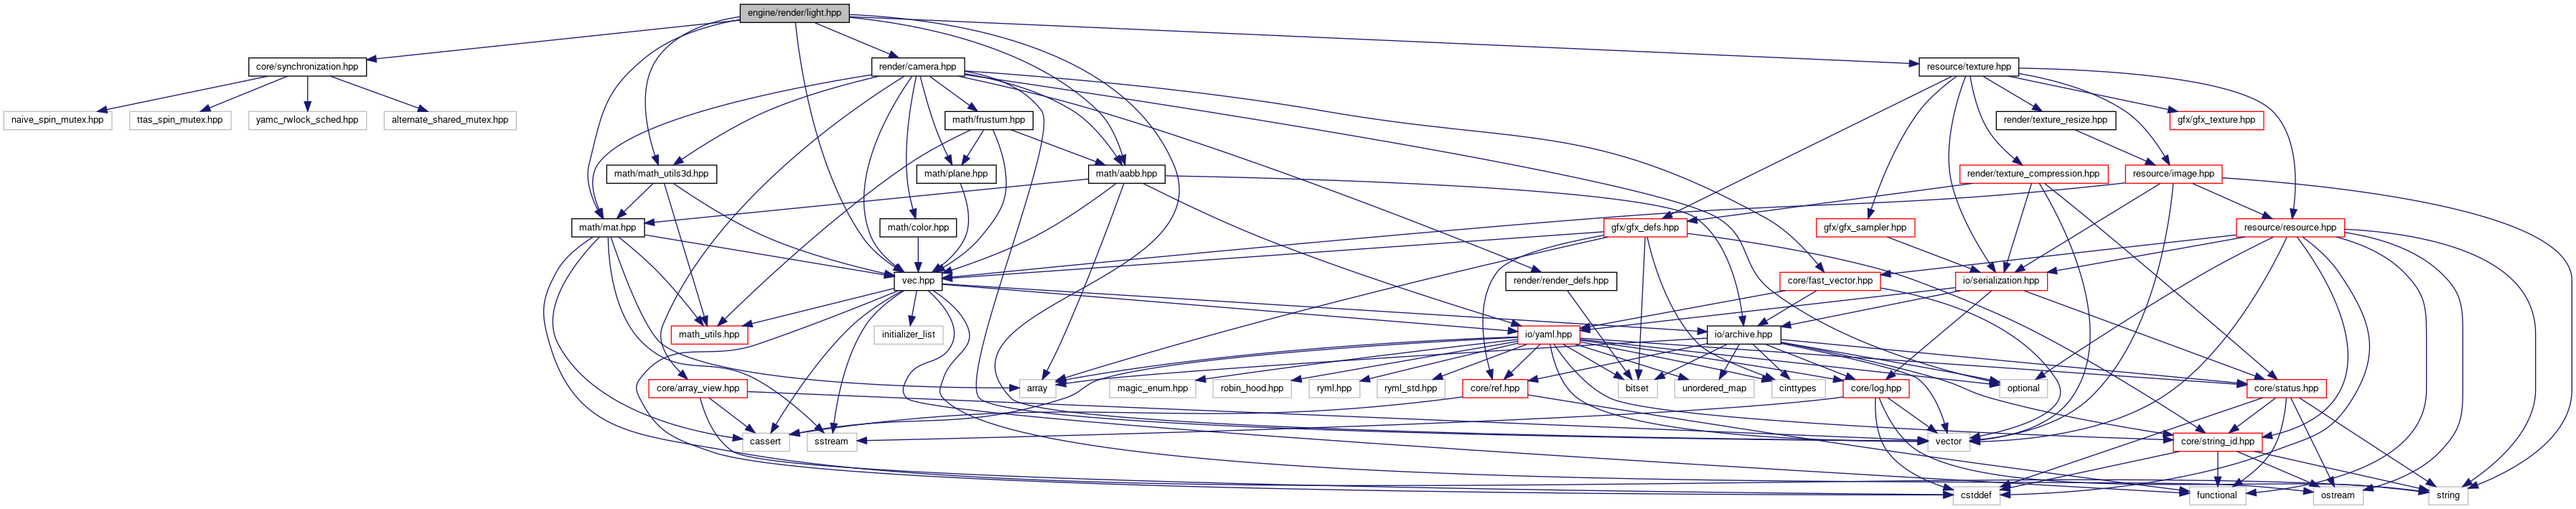 engine/render/light.hpp
core/synchronization.hpp
render/camera.hpp
resource/texture.hpp
naive_spin_mutex.hpp
ttas_spin_mutex.hpp
yamc_rwlock_sched.hpp
alternate_shared_mutex.hpp
math/frustum.hpp
render/texture_resize.hpp
gfx/gfx_texture.hpp
math/math_utils3d.hpp
math/plane.hpp
math/aabb.hpp
render/texture_compression.hpp
resource/image.hpp
math/mat.hpp
math/color.hpp
gfx/gfx_defs.hpp
gfx/gfx_sampler.hpp
resource/resource.hpp
vec.hpp
render/render_defs.hpp
core/fast_vector.hpp
io/serialization.hpp
math_utils.hpp
initializer_list
io/yaml.hpp
io/archive.hpp
core/array_view.hpp
array
magic_enum.hpp
robin_hood.hpp
ryml.hpp
ryml_std.hpp
core/ref.hpp
bitset
unordered_map
cinttypes
core/log.hpp
optional
core/status.hpp
cassert
sstream
vector
core/string_id.hpp
cstddef
functional
ostream
string